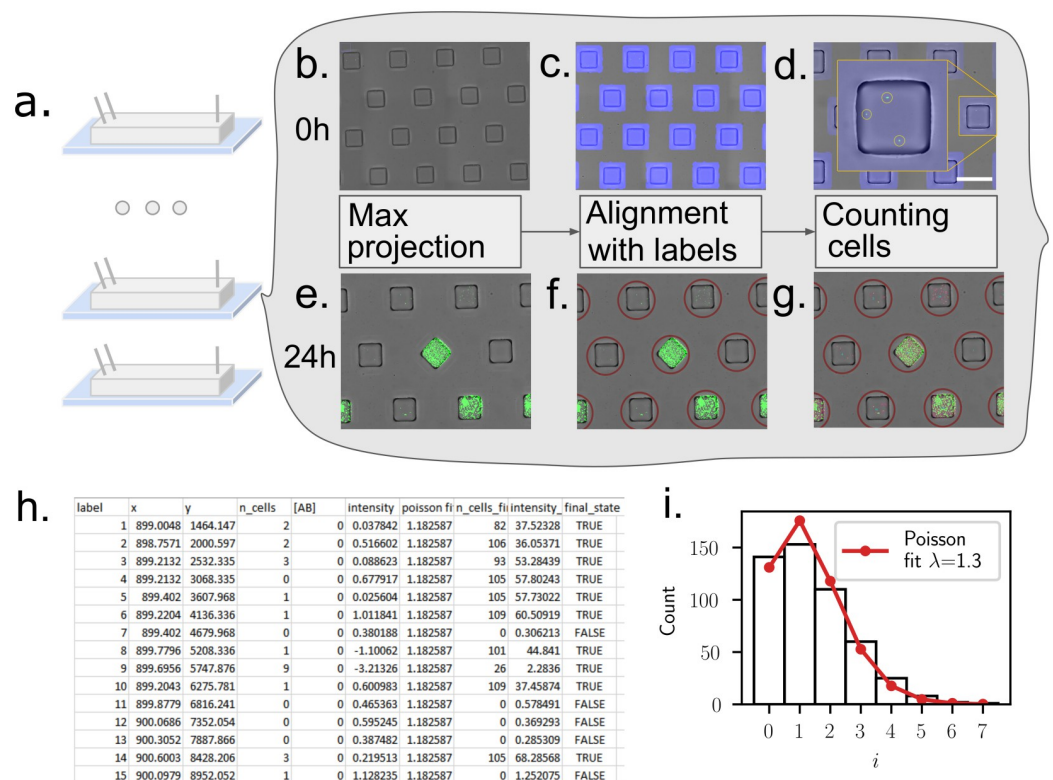 a.
b.
c.
d.
0h
Max projection
Alignment with labels
Counting cells
e.
f.
g.
24h
h.
label x y n_cells [AB] intensity poisson fi n_cells_fi intensity_ final_state
1 899.0048 1464.147 2 0 0.037842 1.182587 82 37.52328 TRUE
2 898.7571 2000.597 2 0 0.516602 1.182587 106 36.05371 TRUE
3 899.2132 2532.335 3 0 0.088623 1.182587 93 53.28439 TRUE
4 899.2132 3068.335 1 0 0.677917 1.182587 105 57.80243 TRUE
5 899.402 3607.968 1 0 0.025604 1.182587 105 57.73022 TRUE
6 899.2204 4136.336 1 0 1.011841 1.182587 109 60.50919 TRUE
7 899.402 4679.968 0 0 0.380188 1.182587 0 0.306213 FALSE
8 899.7796 5208.336 1 0 -1.10062 1.182587 101 44.841 TRUE
9 899.6956 5747.876 9 0 -3.21326 1.182587 26 2.2836 TRUE
10 899.2043 6275.781 1 0 0.600983 1.182587 109 37.45874 TRUE
11 899.8779 6816.241 0 0 0.465363 1.182587 0 0.578491 FALSE
12 900.0686 7352.054 0 0 0.595245 1.182587 0 0.369293 FALSE
13 900.3052 7887.866 0 0 0.387482 1.182587 0 0.285309 FALSE
14 900.6003 8428.206 3 0 0.219513 1.182587 105 68.28568 TRUE
15 900.0979 8952.052 1 0 1.128235 1.182587 0 1.252075 FALSE
i.
Poisson
fit λ=1.3
Count
150
100
50
0
0 1 2 3 4 5 6 7
i